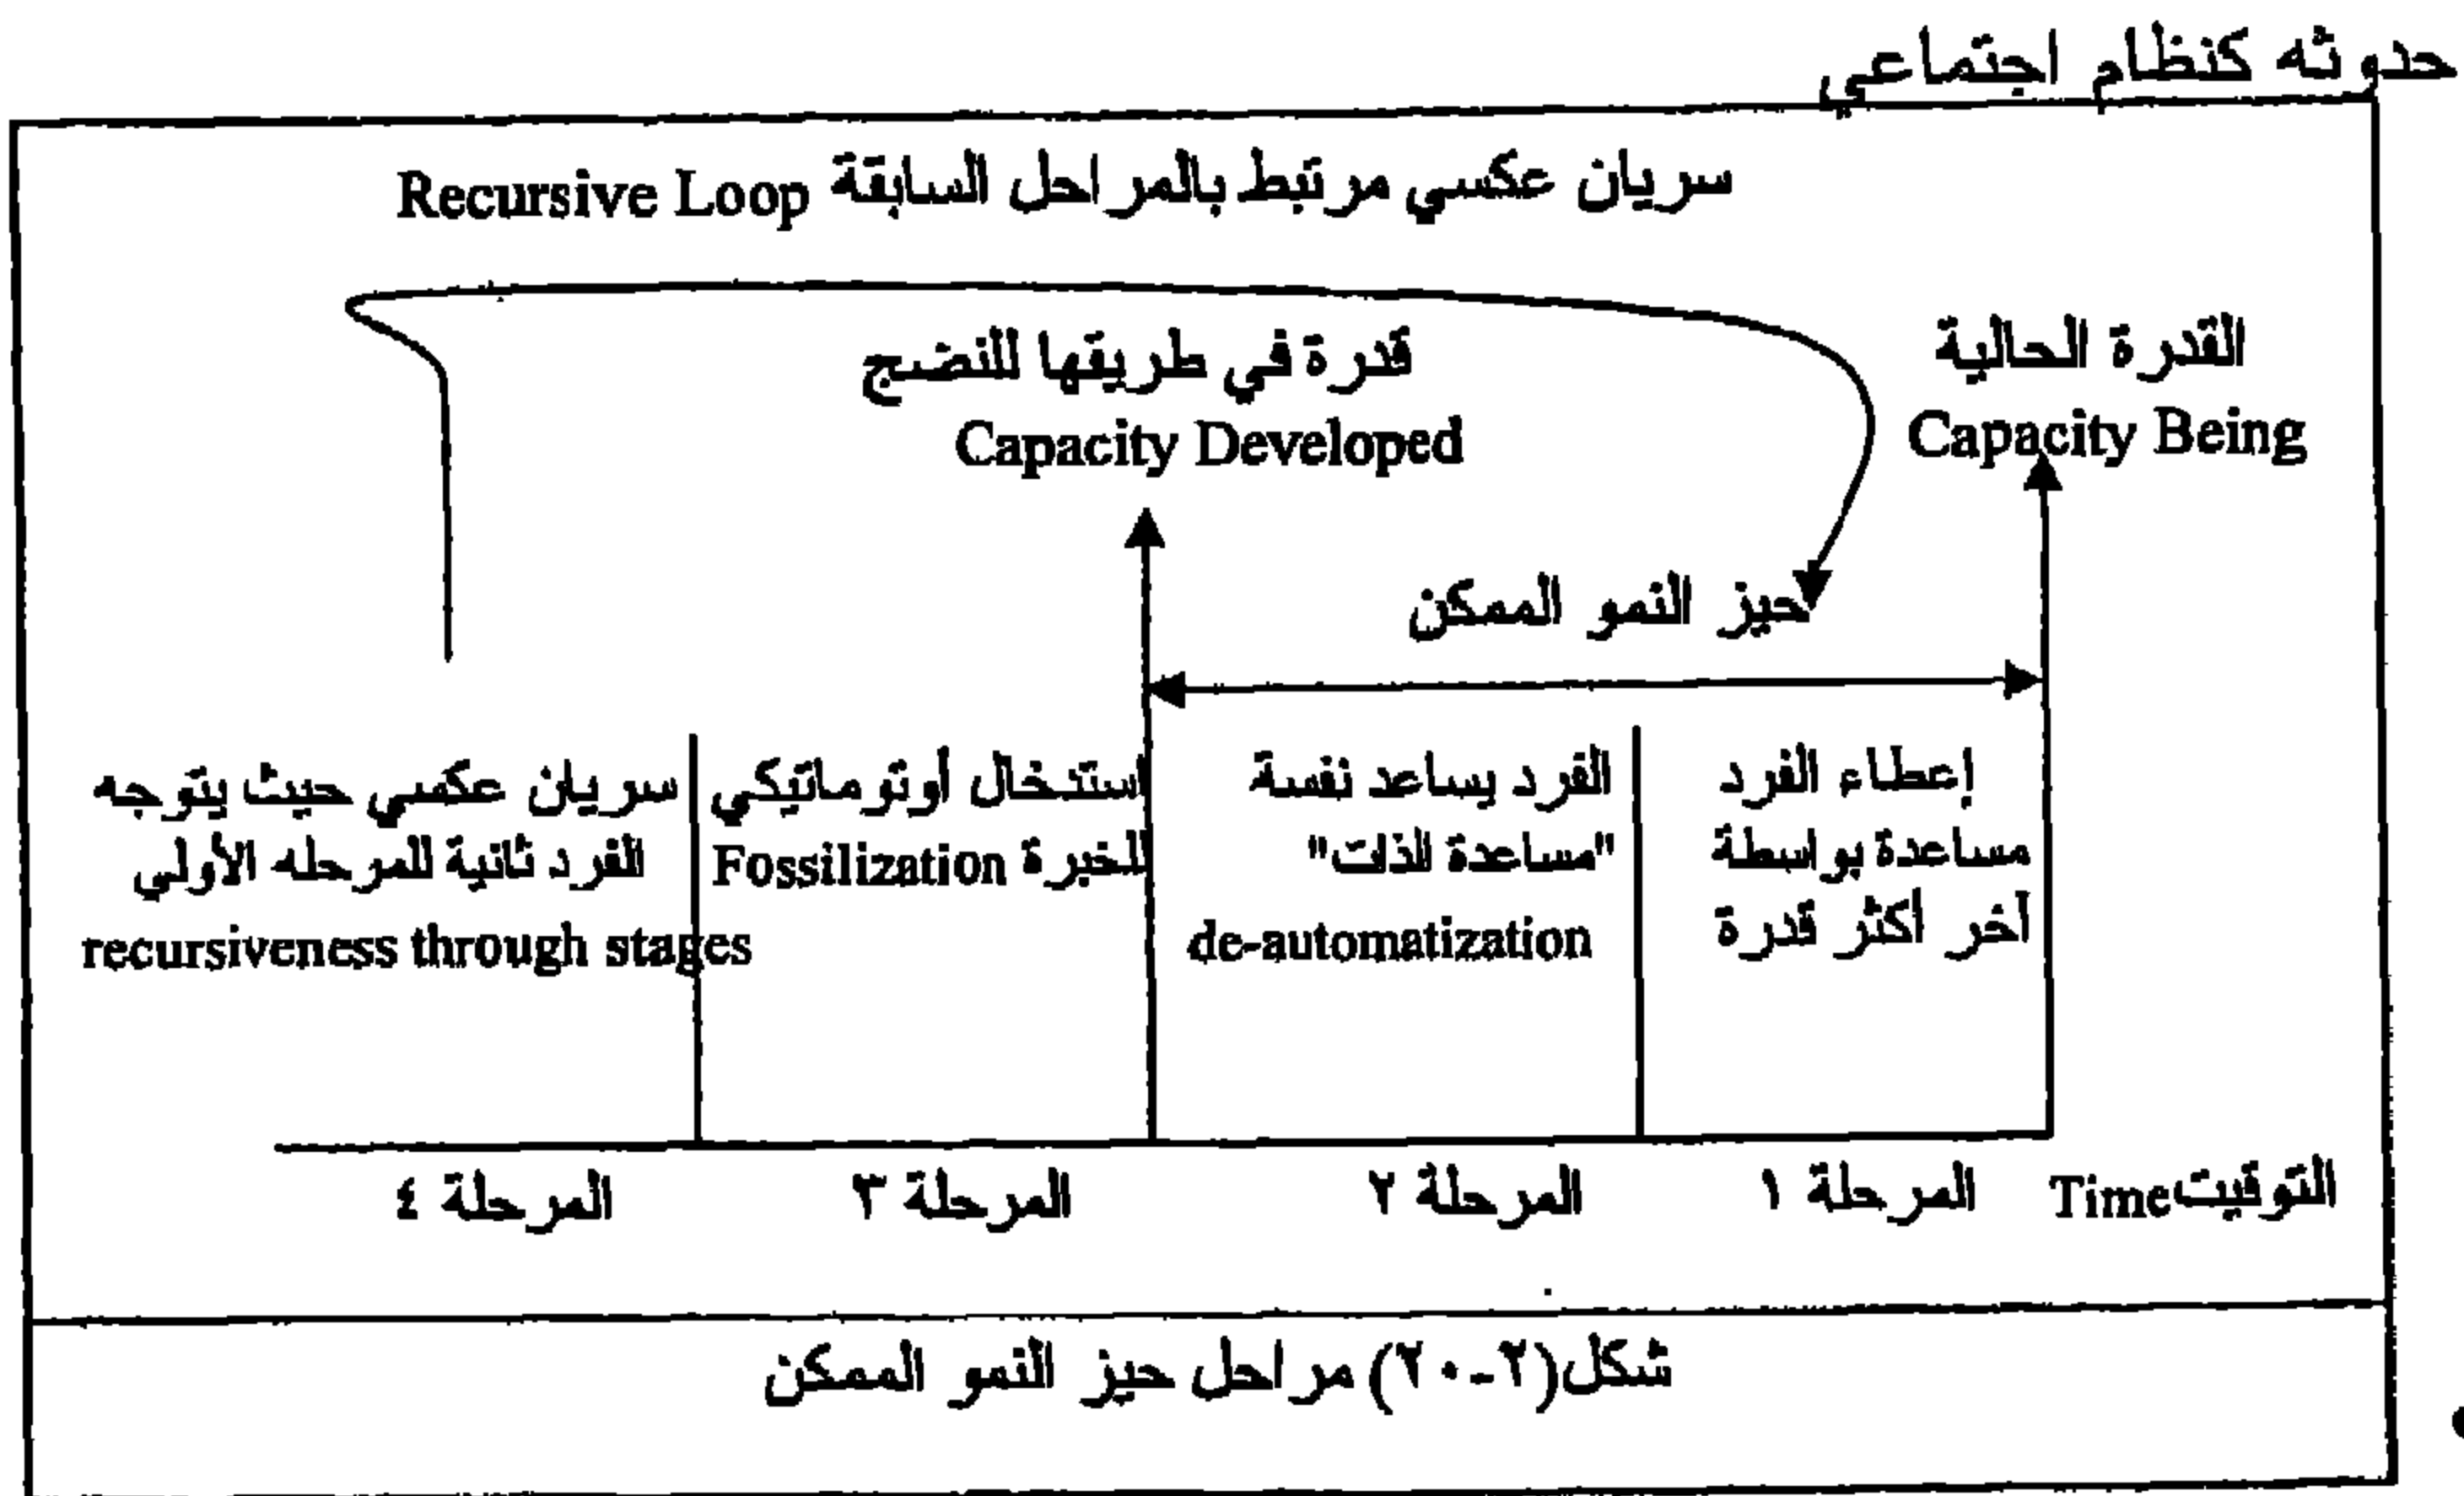 حدوثه كنظام اجتماعي
سريان عكسي مرتبط بالمراحل السابقة Recursive Loop
القدرة الحالية
Capacity Being
قدرة في طريقها للنضج
Capacity Developed
حيز النمو الممكن
إعطاء الفرد
مساعدة بواسطة
آخر أكثر قدرة
الفرد يساعد نفسة
"مساعدة الذات"
de-automatization
استدخال أوتوماتيكي
للخبرة Fossilization
سريان عكسي حيث يتوجه
الفرد ثانية للمرحله الأولي
recursiveness through stages
التوقيت Time
المرحلة ١
المرحلة ٢
المرحلة ٣
المرحلة ٤
شكل(٢-٢٠) مراحل حيز النمو الممكن